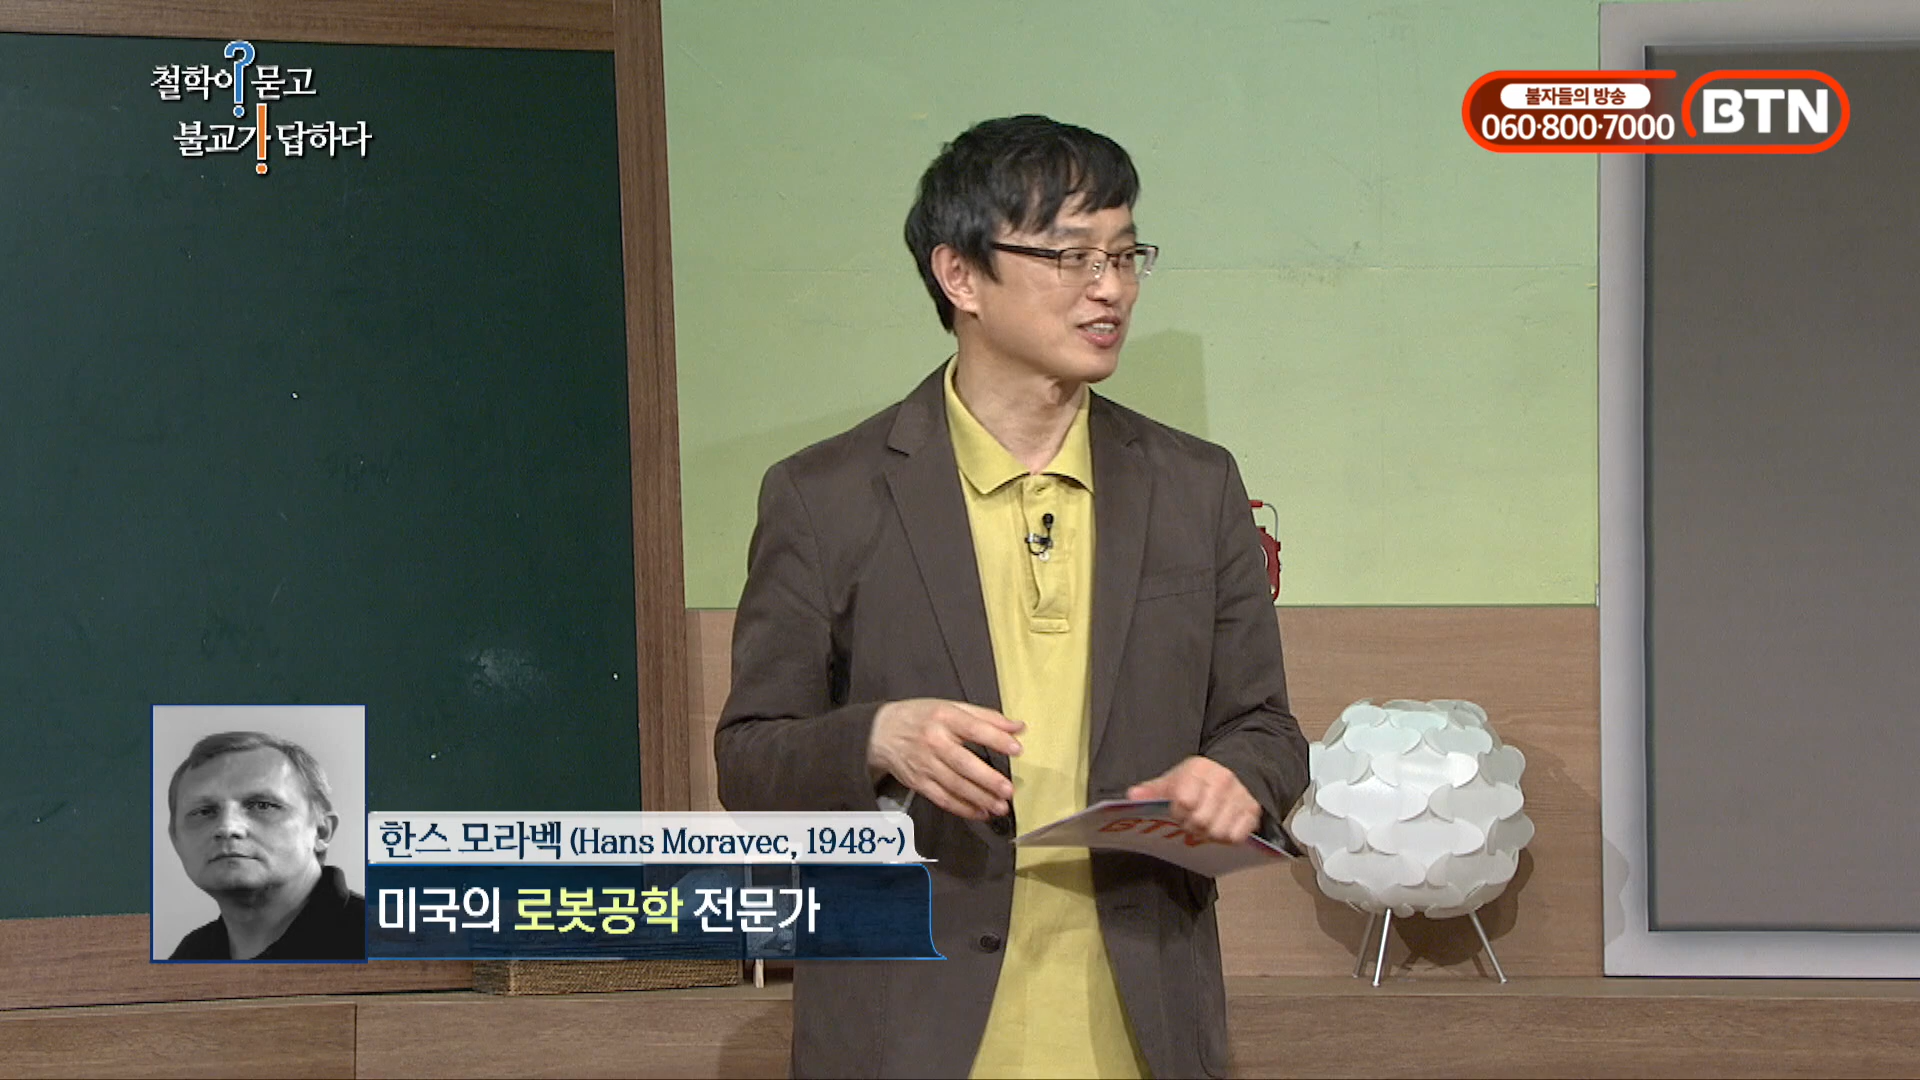 철학이 묻고
불교가 답하다
불자들의 방송
060·800·7000
BTN
BTN
한스 모라벡 (Hans Moravec, 1948~)
미국의 로봇공학 전문가